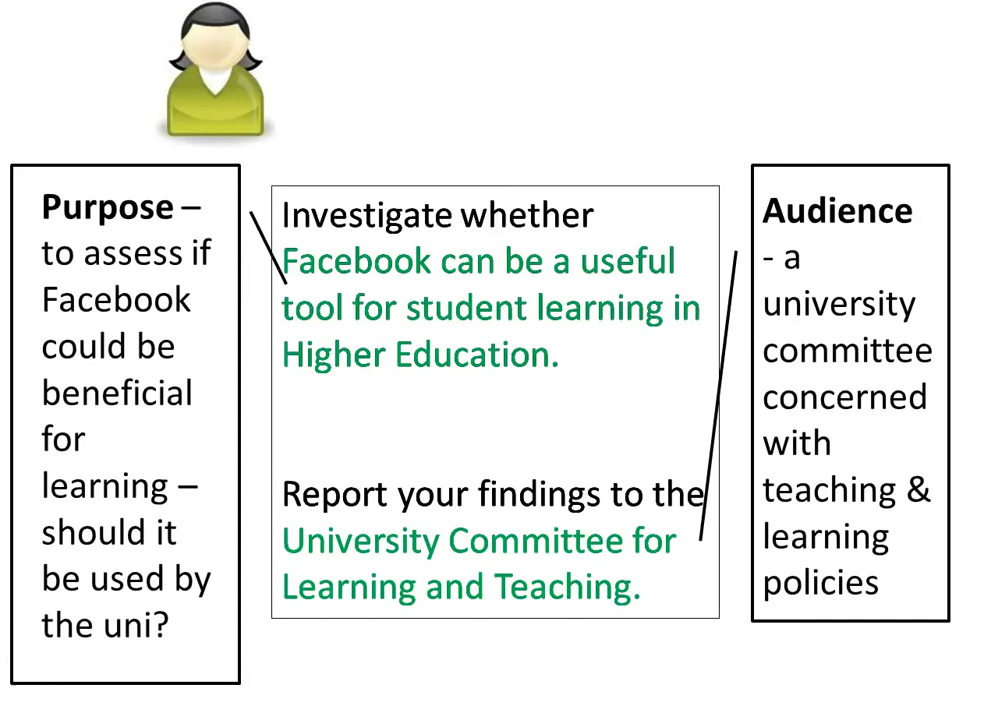 Purpose –
to assess if
Facebook
could be
beneficial
for
learning –
should it
be used by
the uni?
Investigate whether
Facebook can be a useful
tool for student learning in
Higher Education.
Report your findings to the
University Committee for
Learning and Teaching.
Audience
- a
university
committee
concerned
with
teaching &
learning
policies